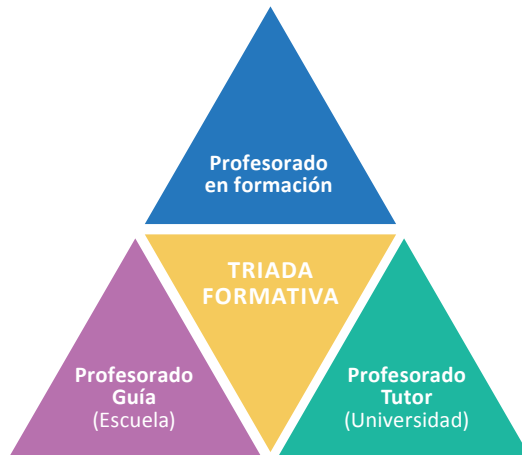 Profesorado
en formación
TRIADA
FORMATIVA
Profesorado
Guía
(Escuela)
Profesorado
Tutor
(Universidad)